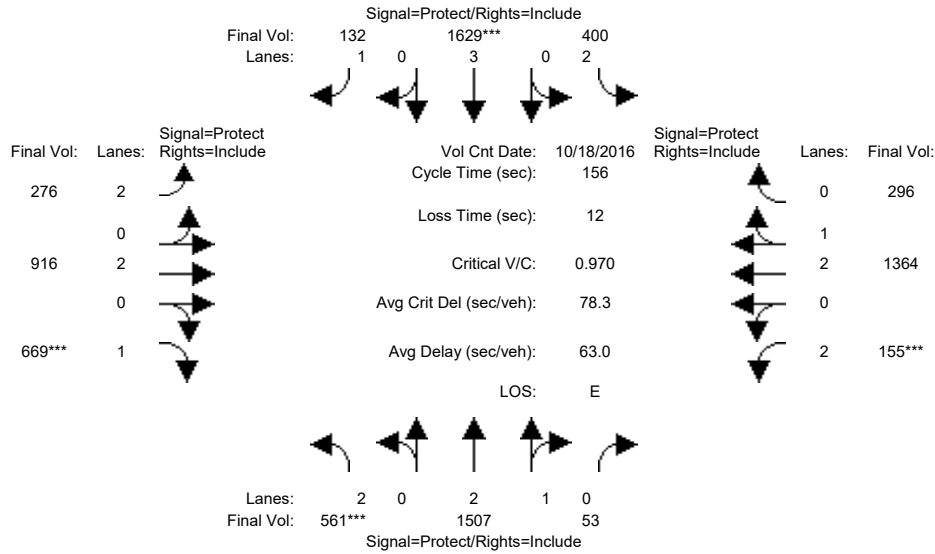 Signal=Protect/Rights=Include
Final Vol: 132 1629*** 400
Lanes: 1 0 3 0 2
Signal=Protect Signal=Protect
Final Vol: Lanes: Rights=Include Vol Cnt Date: 10/18/2016 Rights=Include Lanes: Final Vol:
Cycle Time (sec): 156
276 2 0 296
Loss Time (sec): 12
0 1
916 2 Critical V/C: 0.970 2 1364
0 Avg Crit Del (sec/veh): 78.3 0
669*** 1 Avg Delay (sec/veh): 63.0 2 155***
LOS: E
Lanes: 2 0 2 1 0
Final Vol: 561*** 1507 53
Signal=Protect/Rights=Include